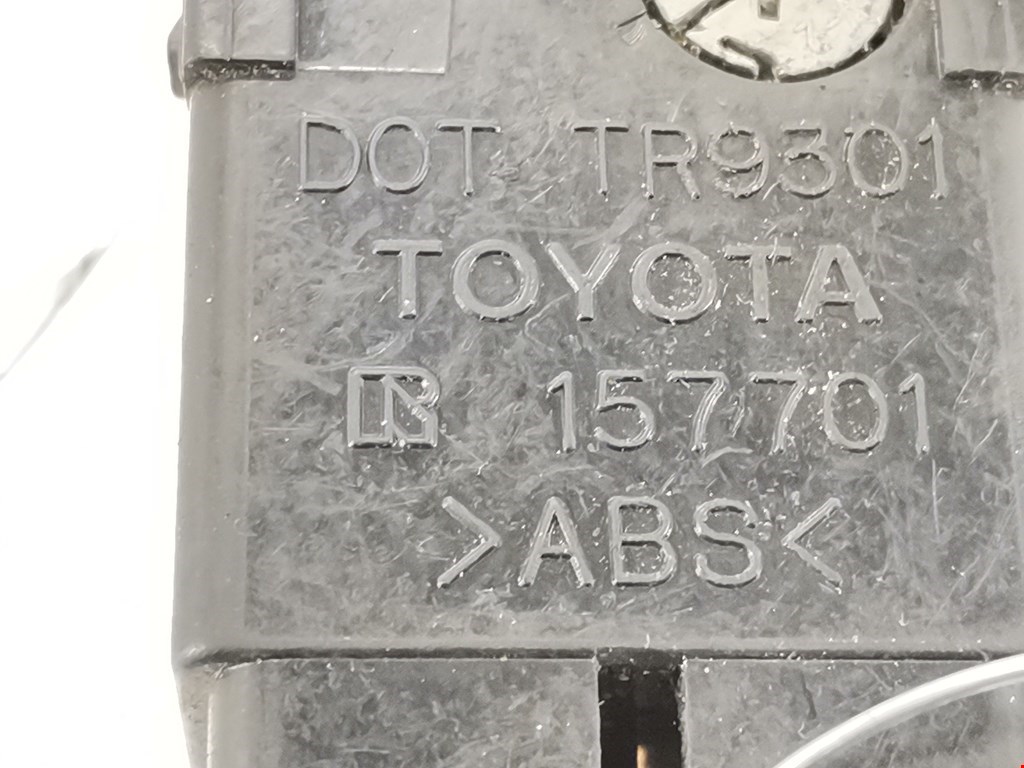 DOT TR9301
TOYOTA
157701
>ABS<